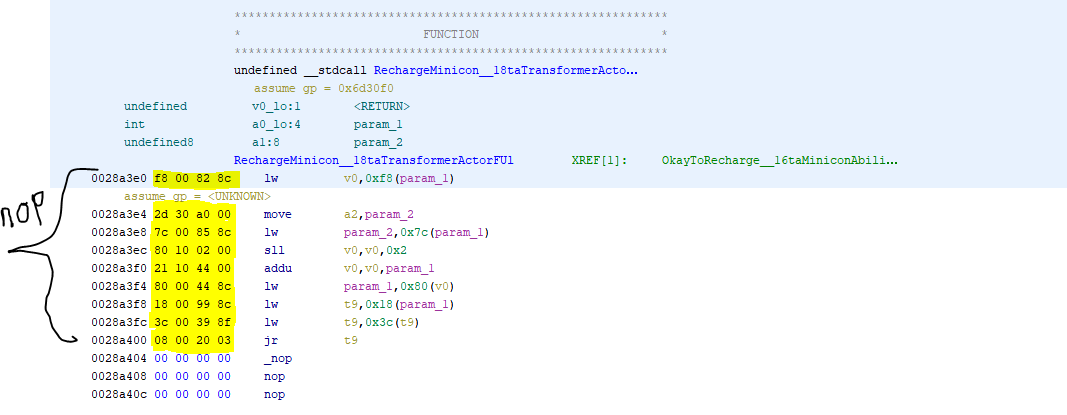 **************************************************************
* FUNCTION *
**************************************************************
undefined __stdcall RechargeMinicon__18taTransformerActo...
assume gp = 0x6d30f0
undefined v0_lo:1 <RETURN>
int a0_lo:4 param_1
undefined8 a1:8 param_2
RechargeMinicon__18taTransformerActorFUl XREF[1]: OkayToRecharge__16taMiniconAbili...
0028a3e0 f8 00 82 8c lw v0,0xf8(param_1)
assume gp = <UNKNOWN>
nop
0028a3e4 2d 30 a0 00 move a2,param_2
0028a3e8 7c 00 85 8c lw param_2,0x7c(param_1)
0028a3ec 80 10 02 00 sll v0,v0,0x2
0028a3f0 21 10 44 00 addu v0,v0,param_1
0028a3f4 80 00 44 8c lw param_1,0x80(v0)
0028a3f8 18 00 99 8c lw t9,0x18(param_1)
0028a3fc 3c 00 39 8f lw t9,0x3c(t9)
0028a400 08 00 20 03 jr t9
0028a404 00 00 00 00 _nop
0028a408 00 00 00 00 nop
0028a40c 00 00 00 00 nop